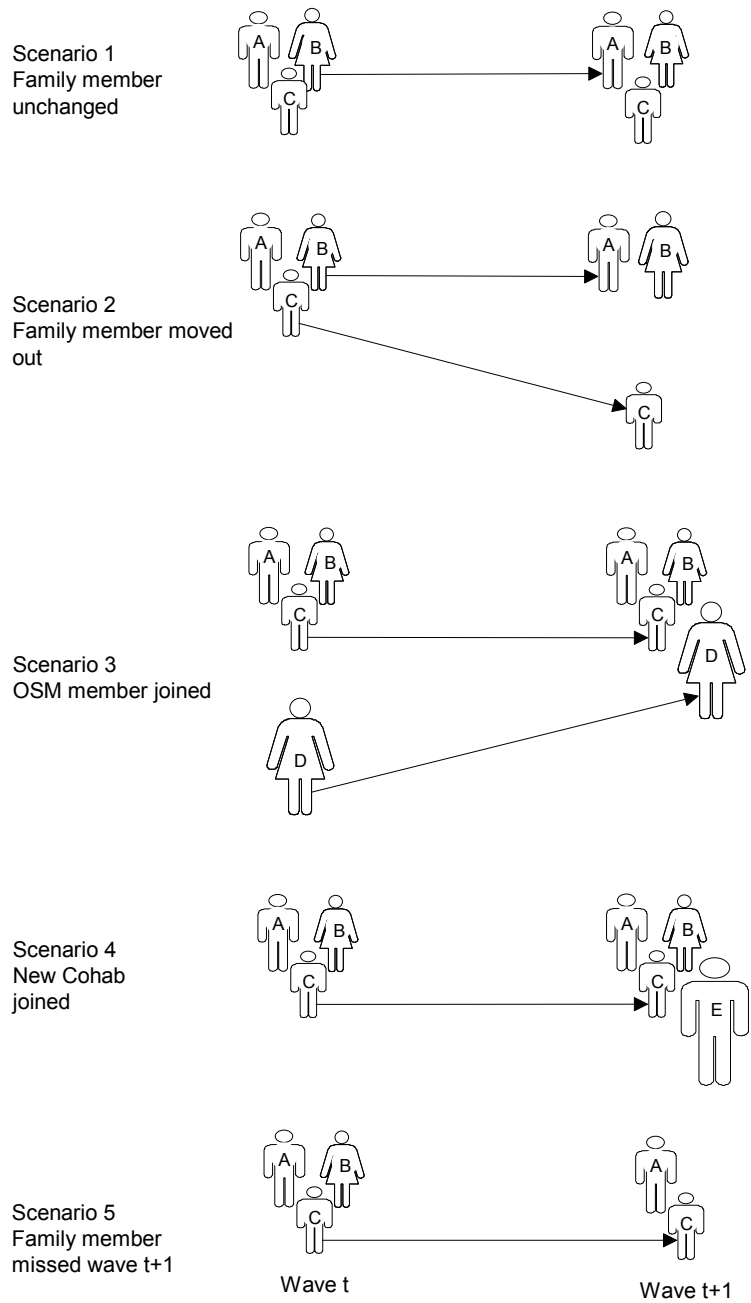 Scenario 1
Family member
unchanged
A B C
A B C
Scenario 2
Family member moved
out
A B C
A B
C
Scenario 3
OSM member joined
A B C
D
A B C
D
Scenario 4
New Cohab
joined
A B C
A B C
E
Scenario 5
Family member
missed wave t+1
A B C
A
C
Wave t
Wave t+1